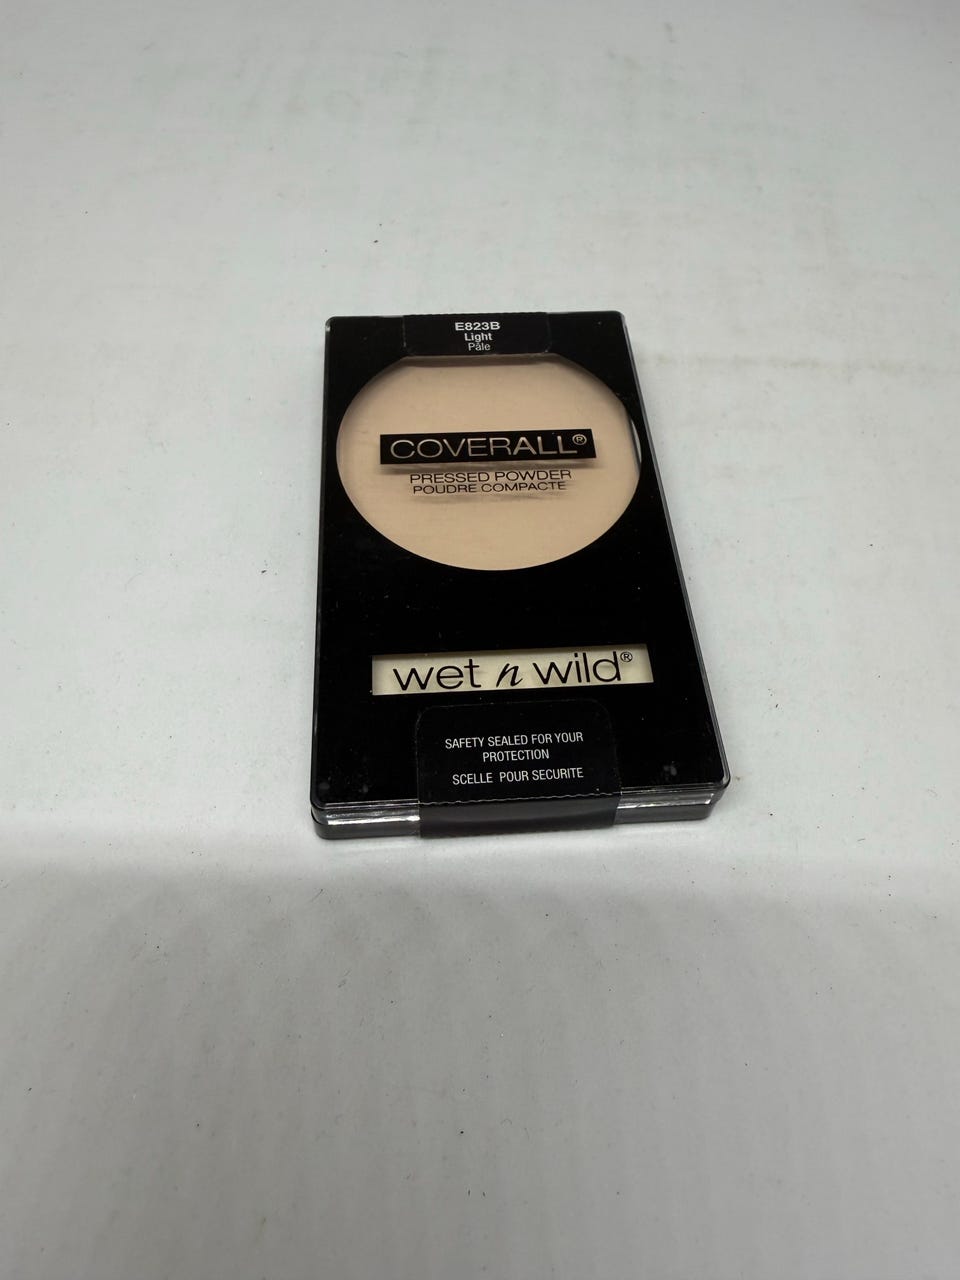 E823B
Light
Pâle
COVERALL®
PRESSED POWDER
POUDRE COMPACTE
wet n wild®
SAFETY SEALED FOR YOUR
PROTECTION
SCELLE POUR SECURITE